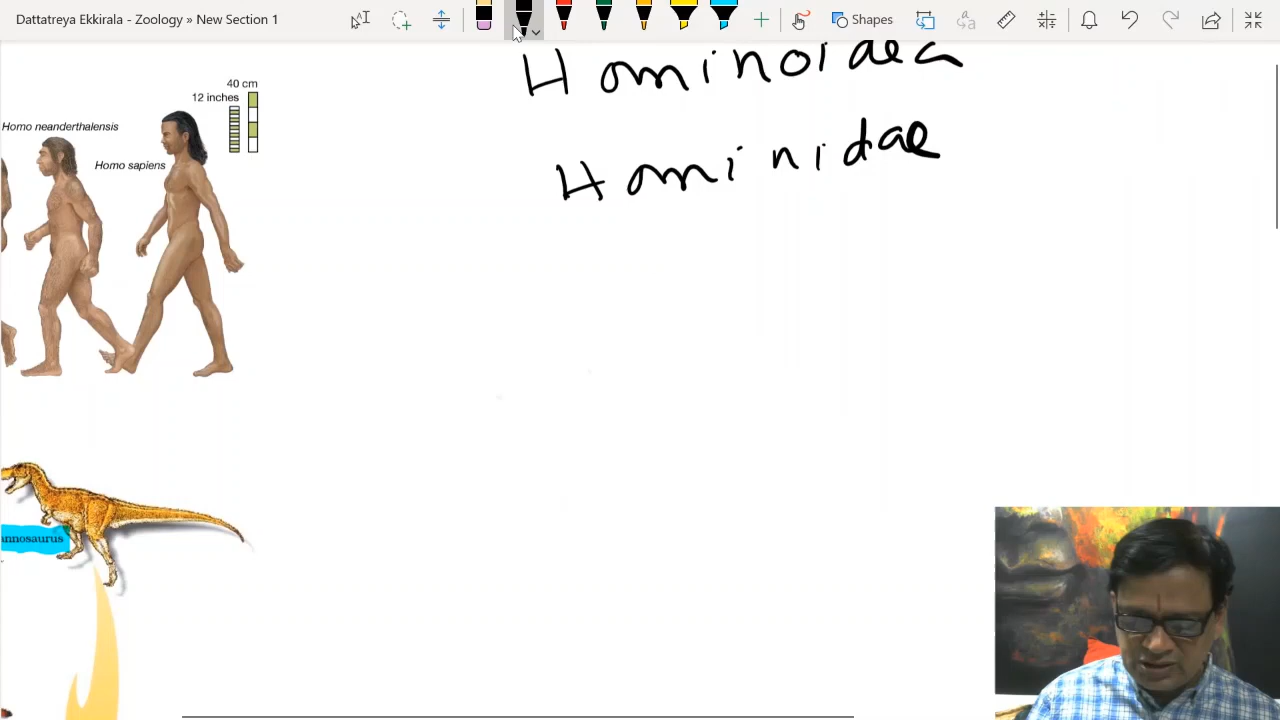 Dattatreya Ekkirala - Zoology » New Section 1
Shapes
Hominoidea
Hominidae
40 cm
12 inches
Homo neanderthalensis
Homo sapiens
annosaurus